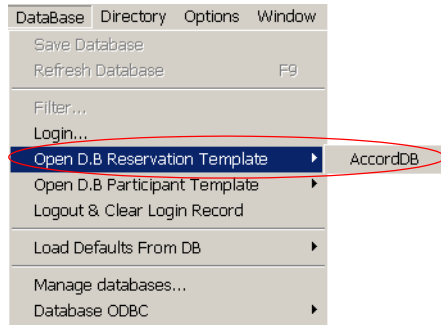 DataBase Directory Options Window
Save Database
Refresh Database F9
Filter...
Login...
Open D.B Reservation Template AccordDB
Open D.B Participant Template
Logout & Clear Login Record
Load Defaults From DB
Manage databases...
Database ODBC